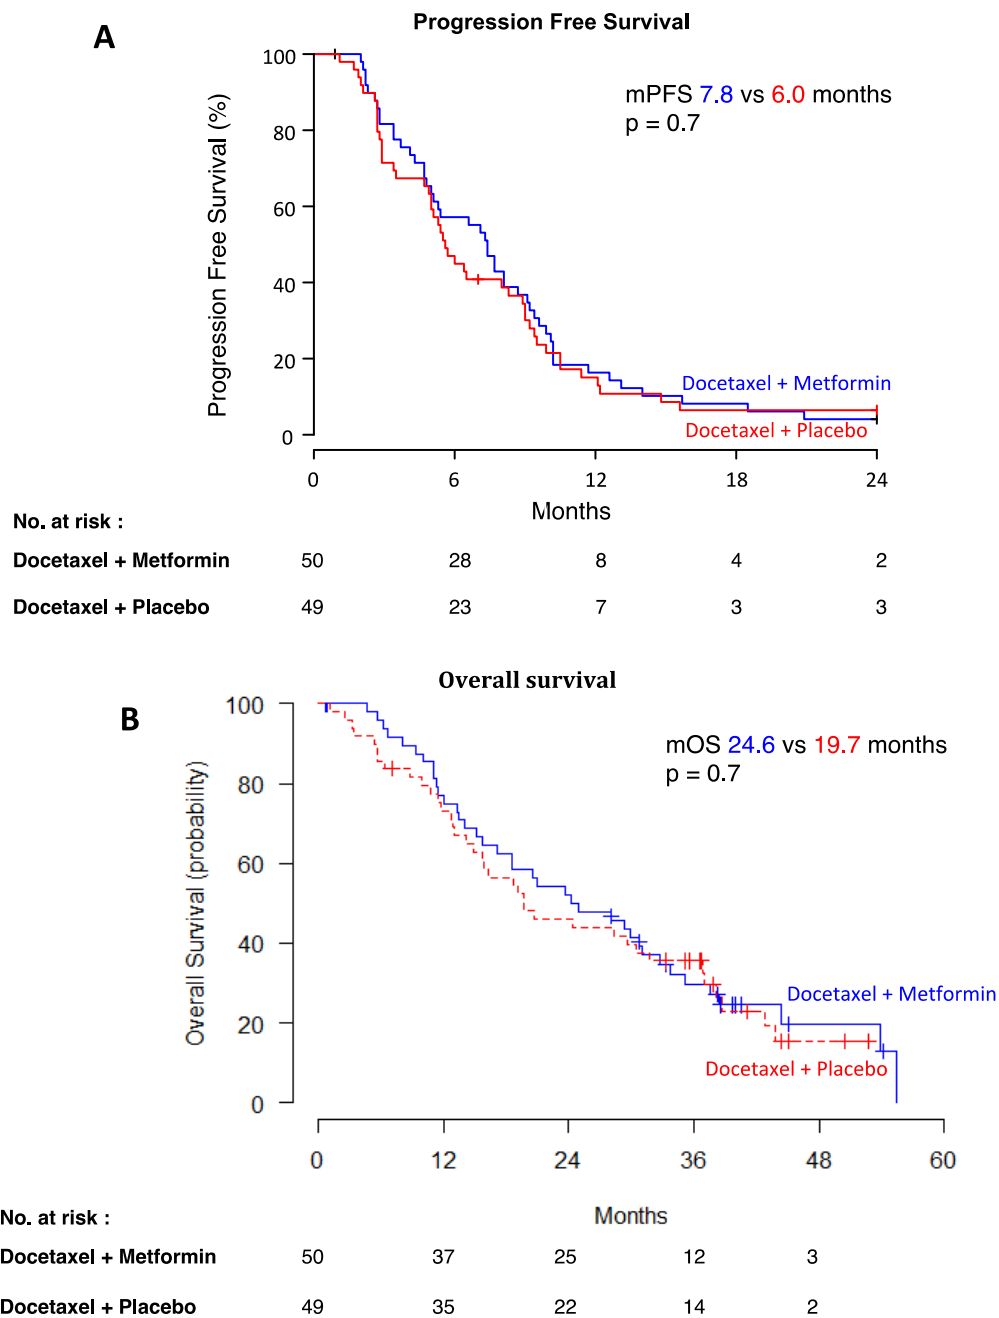 A
Progression Free Survival
mPFS 7.8 vs 6.0 months
p = 0.7
Progression Free Survival (%)
100
80
60
40
20
0
Docetaxel + Metformin
Docetaxel + Placebo
0 6 12 18 24
Months
No. at risk :
Docetaxel + Metformin 50 28 8 4 2
Docetaxel + Placebo 49 23 7 3 3
B
Overall survival
mOS 24.6 vs 19.7 months
p = 0.7
Overall Survival (probability)
100
80
60
40
20
0
Docetaxel + Metformin
Docetaxel + Placebo
0 12 24 36 48 60
Months
No. at risk :
Docetaxel + Metformin 50 37 25 12 3
Docetaxel + Placebo 49 35 22 14 2